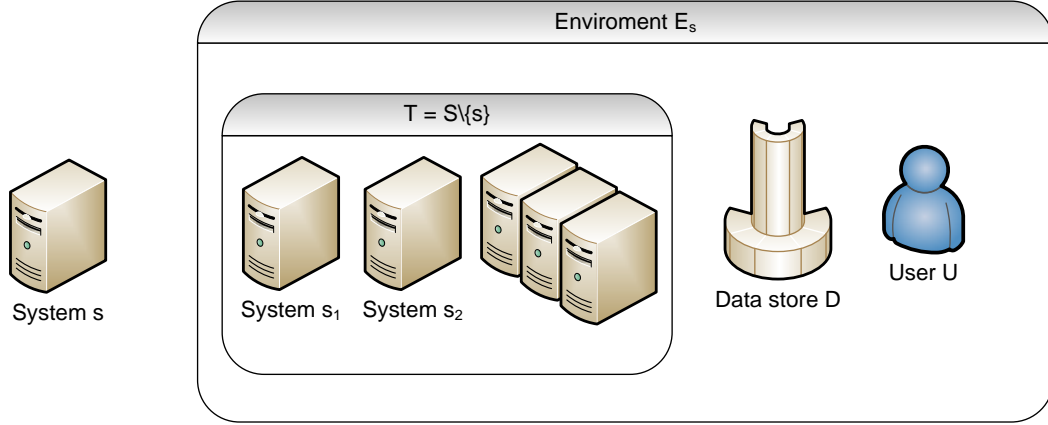 Enviroment Eₛ
T = S\{s}
System s
System s₁
System s₂
Data store D
User U